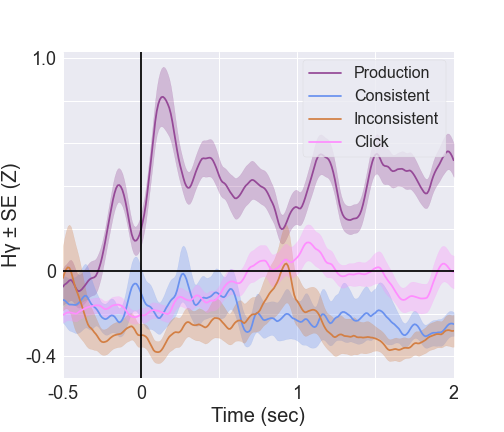 1.0
Production
Consistent
Inconsistent
Click
Hγ ± SE (Z)
0
-0.4
-0.5
0
1
2
Time (sec)